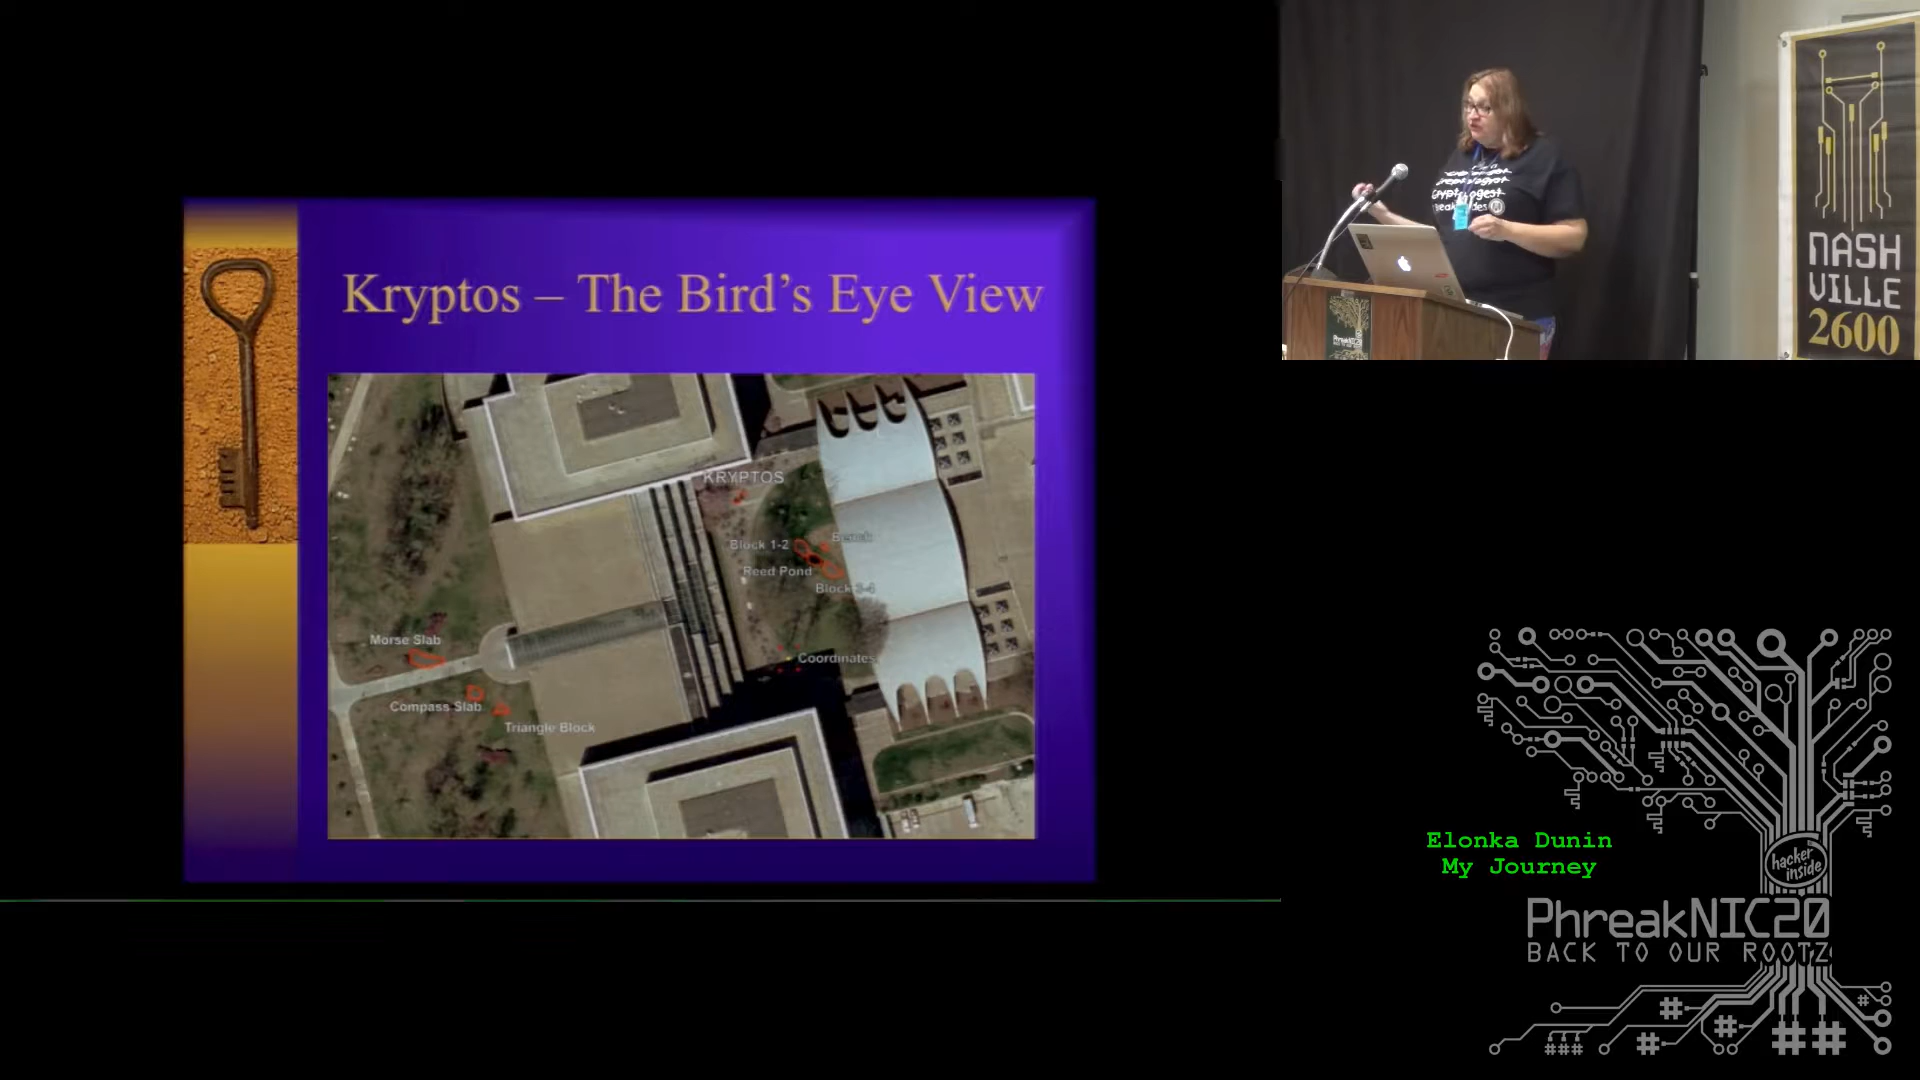 Kryptos – The Bird's Eye View
KRYPTOS
Block 1-2
Bench
Reed Pond
Block 3-4
Morse Slab
Coordinates
Compass Slab
Triangle Block
NASH
VILLE
2600
Elonka Dunin
My Journey
hacker
inside
PhreakNIC20
BACK TO OUR ROOTZ
###
#
#
##
#